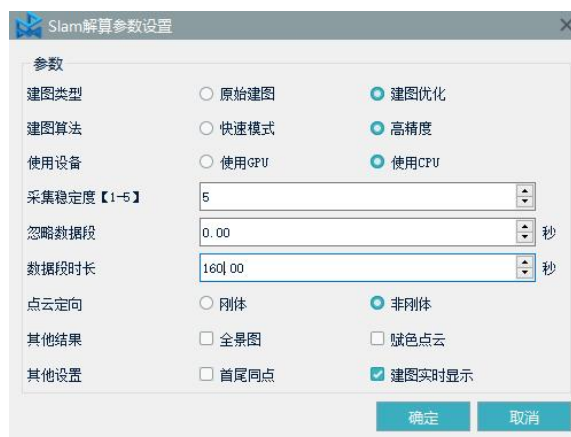 Slam解算参数设置
参数
建图类型 原始建图 建图优化
建图算法 快速模式 高精度
使用设备 使用GPU 使用CPU
采集稳定度【1-5】 5
忽略数据段 0.00 秒
数据段时长 160.00 秒
点云定向 刚体 非刚体
其他结果 全景图 赋色点云
其他设置 首尾同点 建图实时显示
确定 取消